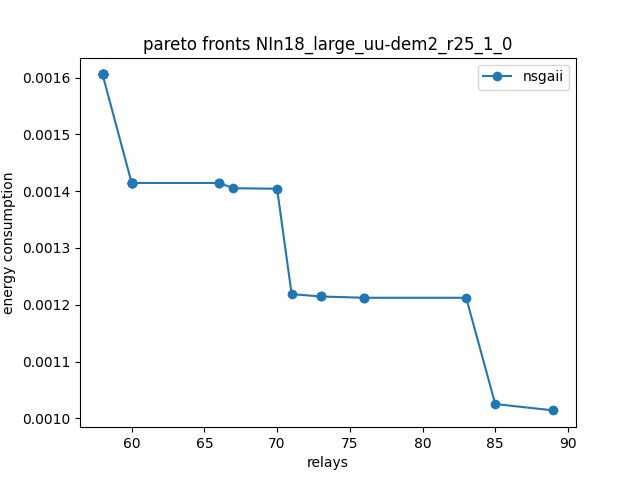 pareto fronts NIn18_large_uu-dem2_r25_1_0
nsgaii
energy consumption
0.0016
0.0015
0.0014
0.0013
0.0012
0.0011
0.0010
60 65 70 75 80 85 90
relays